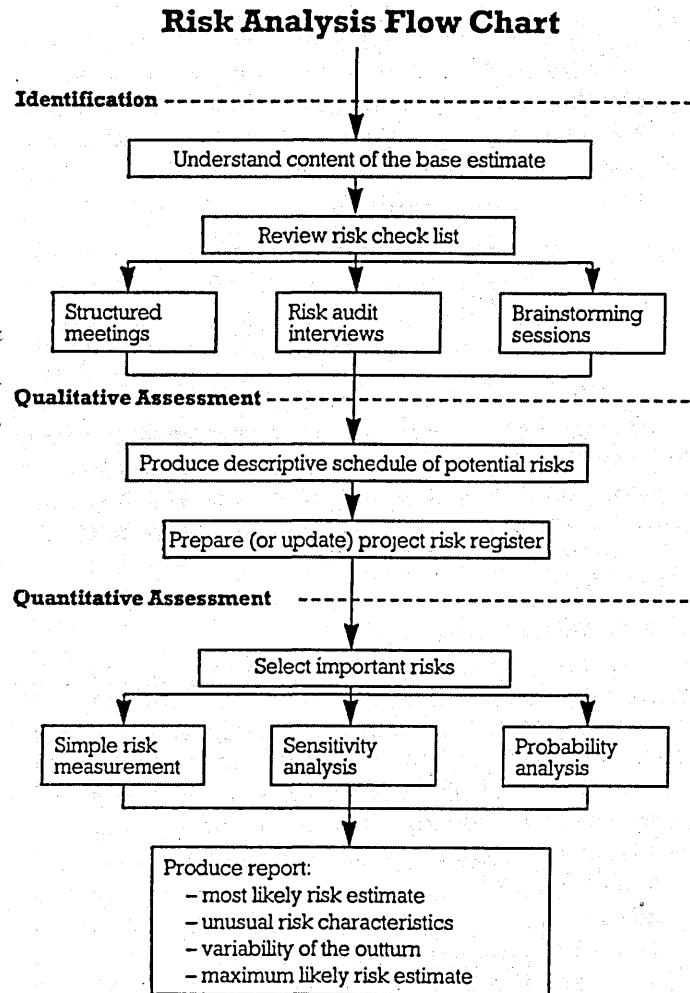 Risk Analysis Flow Chart
Identification
Understand content of the base estimate
Review risk check list
Structured
meetings
Risk audit
interviews
Brainstorming
sessions
Qualitative Assessment
Produce descriptive schedule of potential risks
Prepare (or update) project risk register
Quantitative Assessment
Select important risks
Simple risk
measurement
Sensitivity
analysis
Probability
analysis
Produce report:
– most likely risk estimate
– unusual risk characteristics
– variability of the outturn
– maximum likely risk estimate